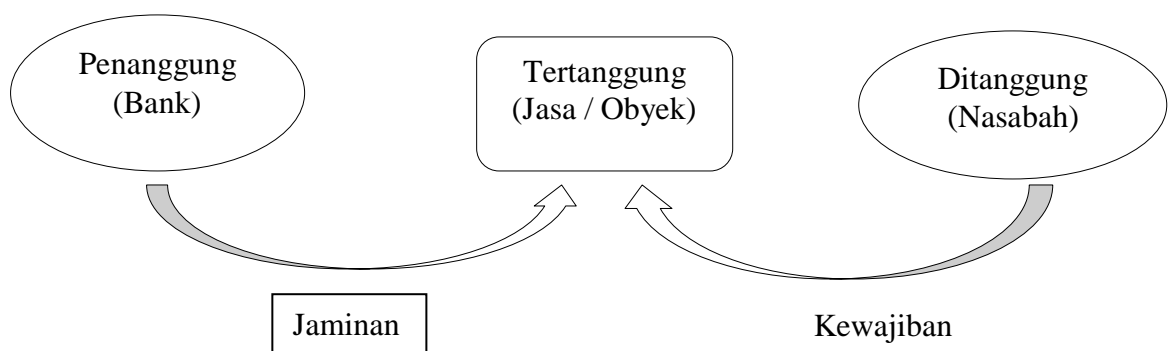 Penanggung
(Bank)
Tertanggung
(Jasa / Obyek)
Ditanggung
(Nasabah)
Jaminan
Kewajiban